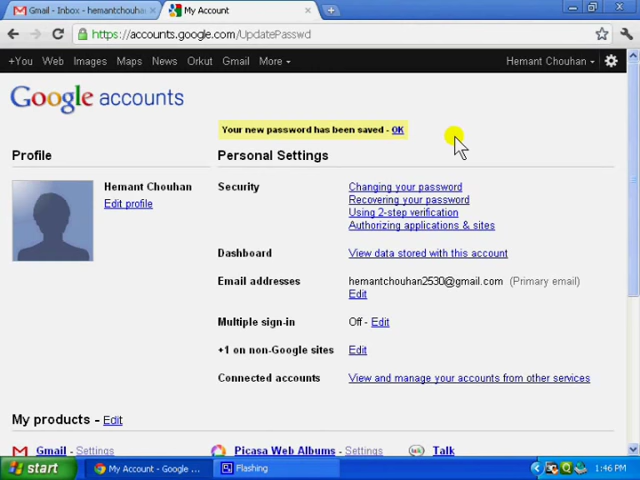 Gmail - Inbox - hemantchouhan
My Account
https://accounts.google.com/UpdatePasswd
+You Web Images Maps News Orkut Gmail More Hemant Chouhan
Google accounts
Your new password has been saved - OK
Profile
Personal Settings
Hemant Chouhan
Edit profile
Security
Changing your password
Recovering your password
Using 2-step verification
Authorizing applications & sites
Dashboard
View data stored with this account
Email addresses
hemantchouhan2530@gmail.com (Primary email)
Edit
Multiple sign-in
Off - Edit
+1 on non-Google sites
Edit
Connected accounts
View and manage your accounts from other services
My products - Edit
Gmail - Settings
Picasa Web Albums - Settings
Talk
start
My Account - Google ...
Flashing
1:46 PM